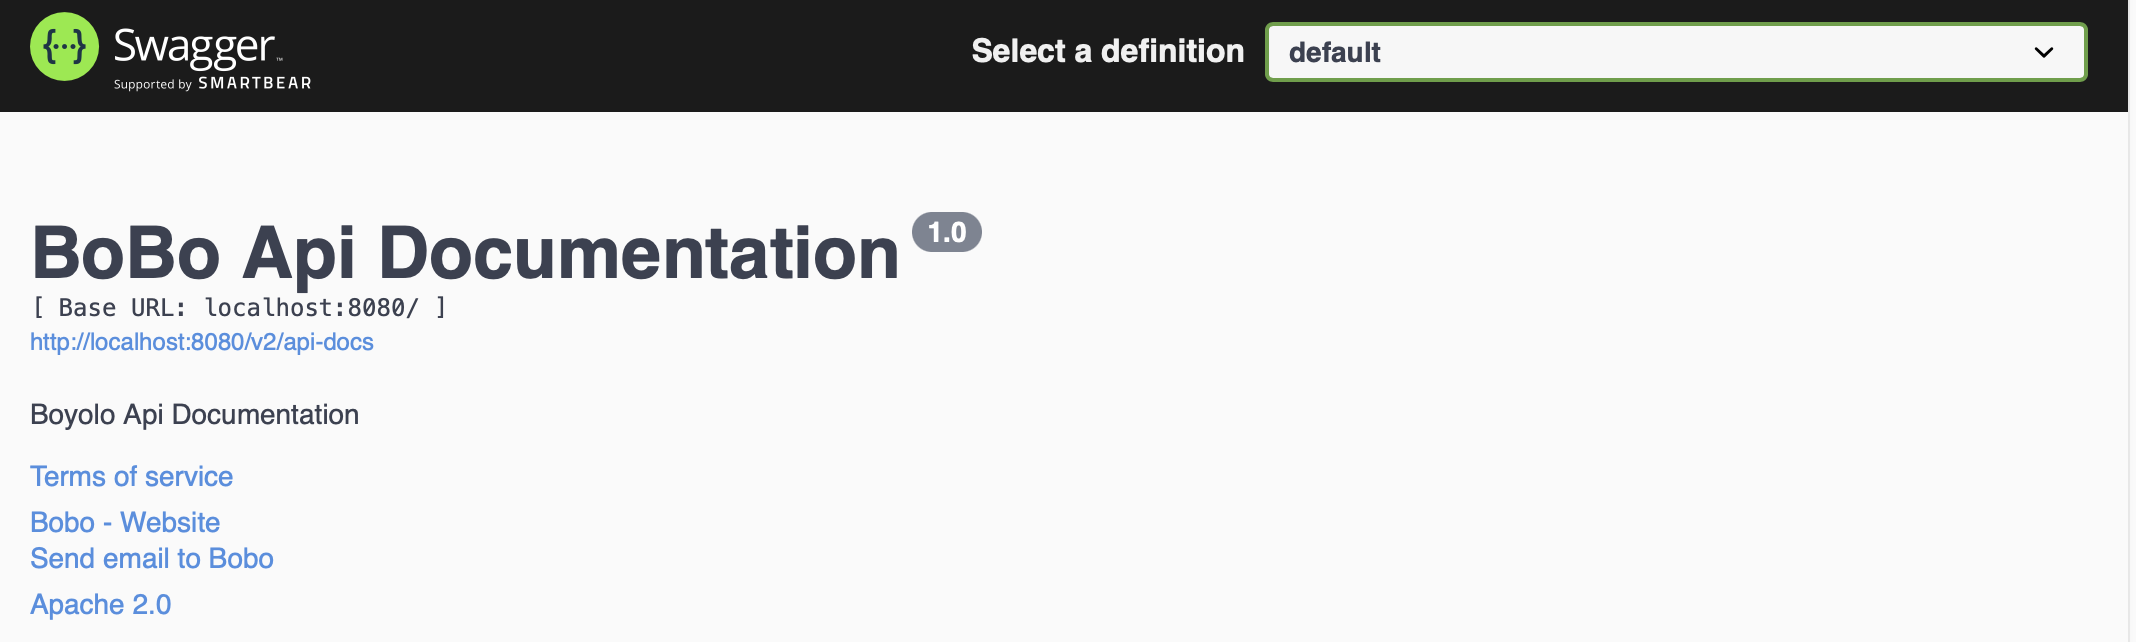 {...} Swagger™
Supported by SMARTBEAR
Select a definition
default
BoBo Api Documentation 1.0
[ Base URL: localhost:8080/ ]
http://localhost:8080/v2/api-docs
Boyolo Api Documentation
Terms of service
Bobo - Website
Send email to Bobo
Apache 2.0